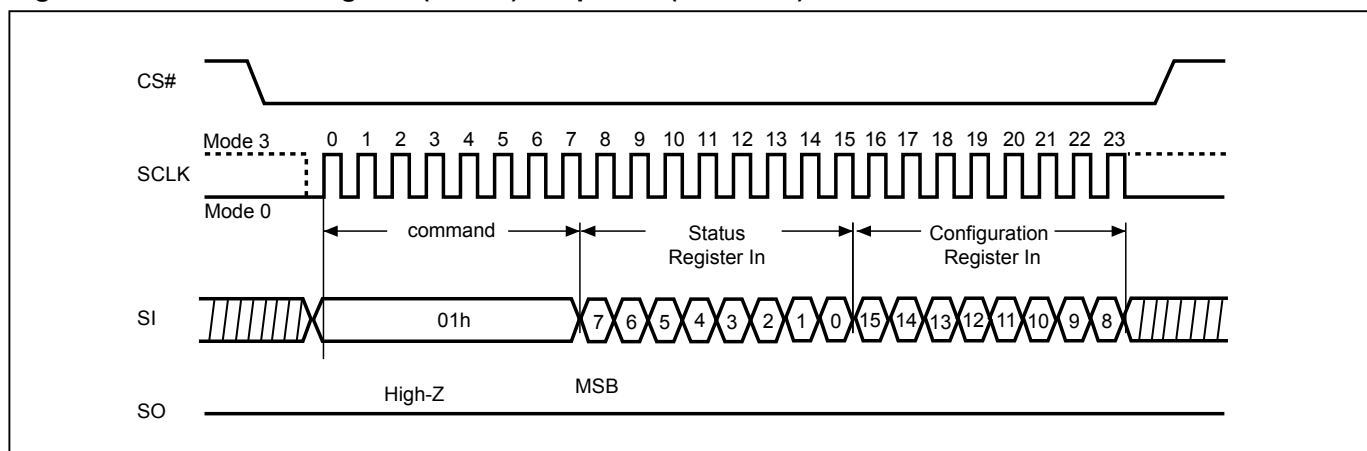 CS#
Mode 3
0 1 2 3 4 5 6 7 8 9 10 11 12 13 14 15 16 17 18 19 20 21 22 23
SCLK
Mode 0
command
Status
Register In
Configuration
Register In
SI
01h
7 6 5 4 3 2 1 0 15 14 13 12 11 10 9 8
High-Z
MSB
SO